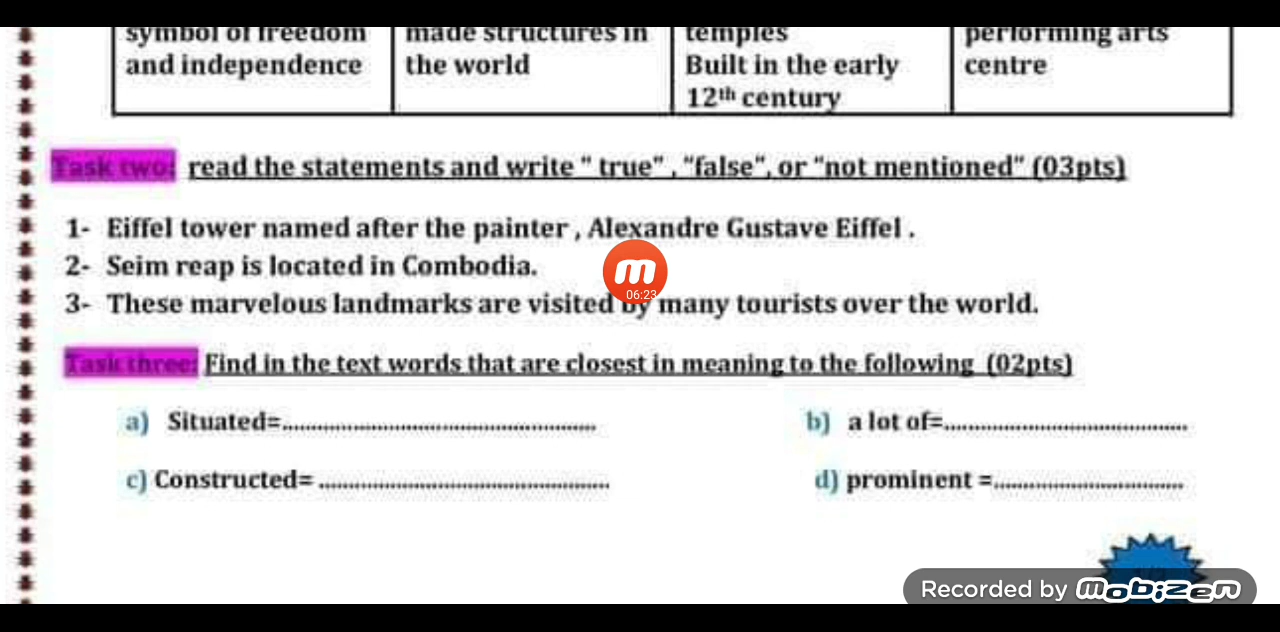 symbol of freedom made structures in temples performing arts
and independence the world Built in the early centre
12th century
Task two: read the statements and write " true" , "false", or "not mentioned" (03pts)
1- Eiffel tower named after the painter , Alexandre Gustave Eiffel .
2- Seim reap is located in Combodia.
m
06:23
3- These marvelous landmarks are visited by many tourists over the world.
Task three: Find in the text words that are closest in meaning to the following (02pts)
a) Situated=.................................................... b) a lot of=........................................
c) Constructed= ................................................ d) prominent =...............................
Recorded by Mobizen